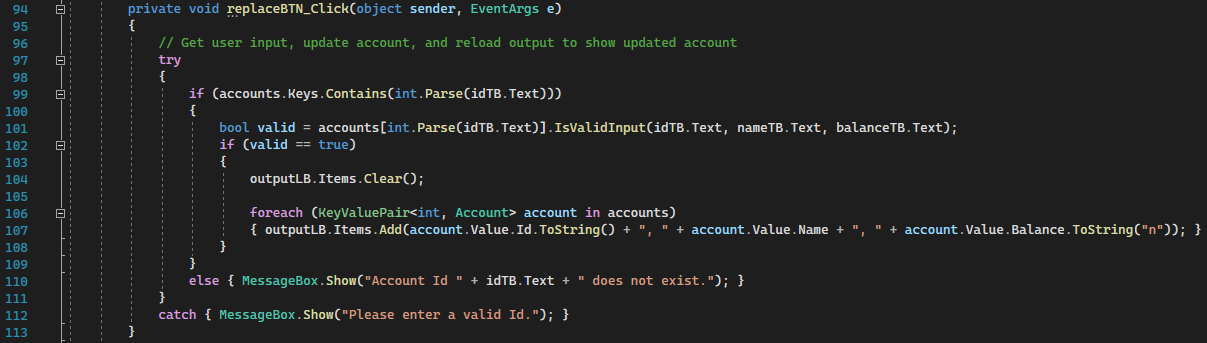 94 private void replaceBTN_Click(object sender, EventArgs e)
95 {
96 // Get user input, update account, and reload output to show updated account
97 try
98 {
99 if (accounts.Keys.Contains(int.Parse(idTB.Text)))
100 {
101 bool valid = accounts[int.Parse(idTB.Text)].IsValidInput(idTB.Text, nameTB.Text, balanceTB.Text);
102 if (valid == true)
103 {
104 outputLB.Items.Clear();
105
106 foreach (KeyValuePair<int, Account> account in accounts)
107 { outputLB.Items.Add(account.Value.Id.ToString() + ", " + account.Value.Name + ", " + account.Value.Balance.ToString("n")); }
108 }
109 }
110 else { MessageBox.Show("Account Id " + idTB.Text + " does not exist."); }
111 }
112 catch { MessageBox.Show("Please enter a valid Id."); }
113 }